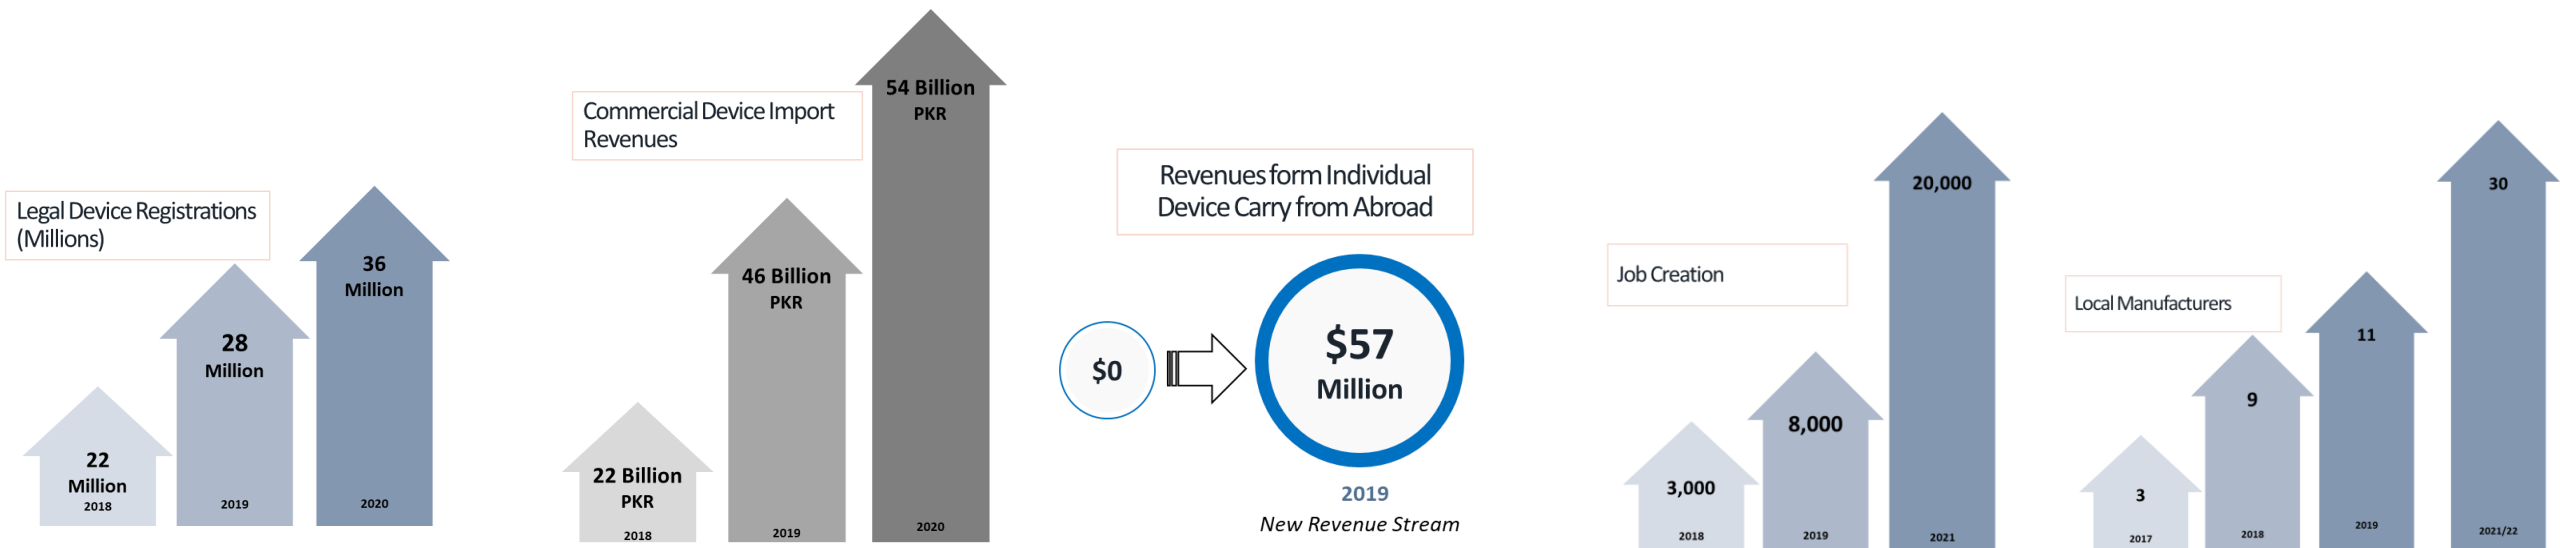 Legal Device Registrations
(Millions)
22
Million
2018
28
Million
2019
36
Million
2020
Commercial Device Import
Revenues
22 Billion
PKR
2018
46 Billion
PKR
2019
54 Billion
PKR
2020
Revenues form Individual
Device Carry from Abroad
$0
$57
Million
2019
New Revenue Stream
Job Creation
3,000
2018
8,000
2019
20,000
2021
Local Manufacturers
3
2017
9
2018
11
2019
30
2021/22